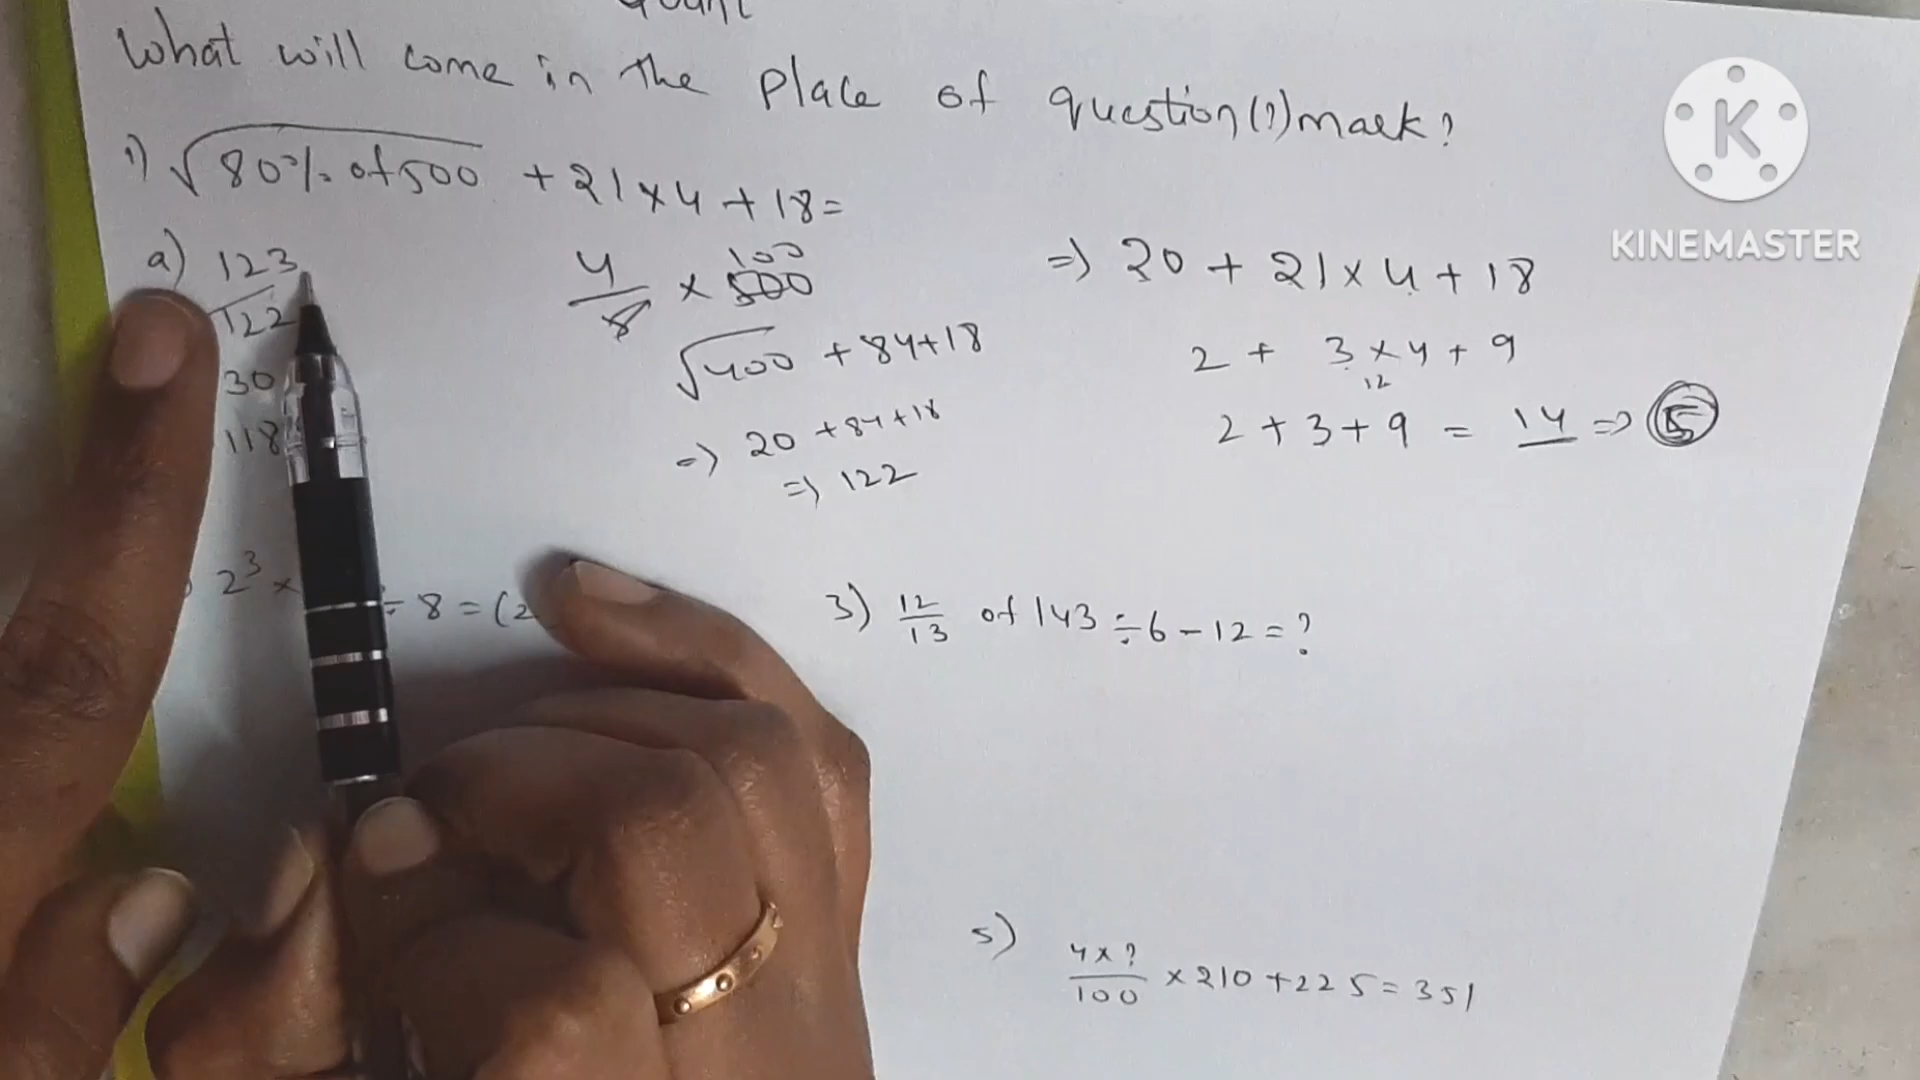 What will come in the place of question(?)mark?
1) √80% of 500 + 21×4+18=
a) 123
122
30
118
4/5 × 500 100
√400 + 84+18
=) 20 +84+18
=) 122
=) 20 + 21×4+18
2 + 3×4+9
12
2+3+9 = 14 => 5
2³ × ÷ 8 = (2
3) 12/13 of 143 ÷6-12=?
5) 4×?/100 ×210+225=351
KINEMASTER